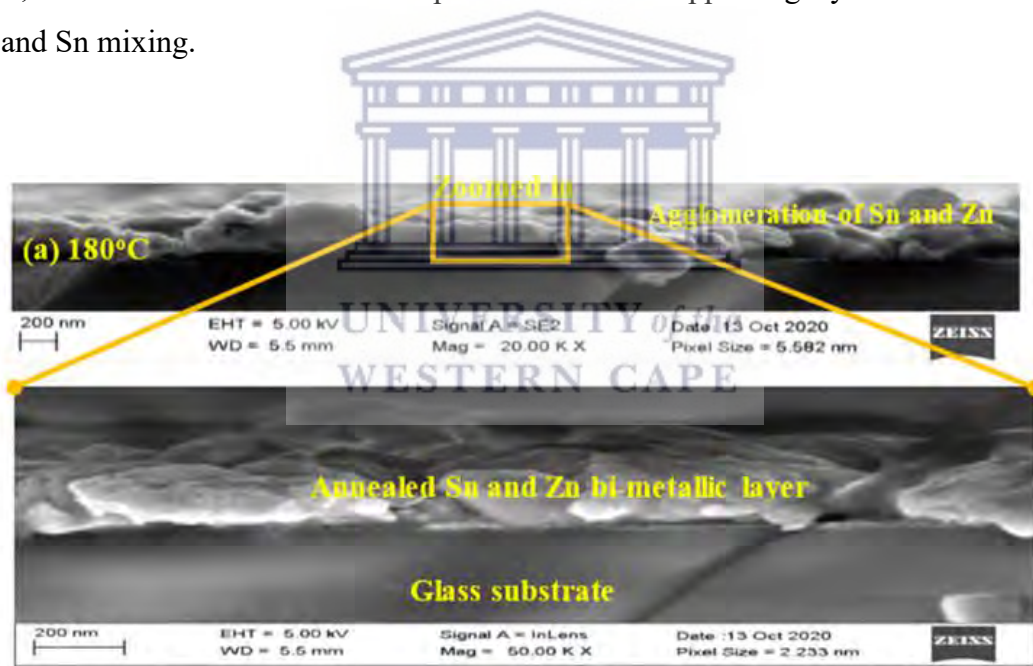 and Sn mixing.
Zoomed in
Agglomeration of Sn and Zn
(a) 180°C
200 nm
EHT = 5.00 kV
Signal A = SE2
Date :13 Oct 2020
ZEISS
WD = 5.5 mm
Mag = 20.00 K X
Pixel Size = 5.582 nm
UNIVERSITY of the
WESTERN CAPE
Annealed Sn and Zn bi-metallic layer
Glass substrate
200 nm
EHT = 5.00 kV
Signal A = InLens
Date :13 Oct 2020
ZEISS
WD = 5.5 mm
Mag = 50.00 K X
Pixel Size = 2.233 nm